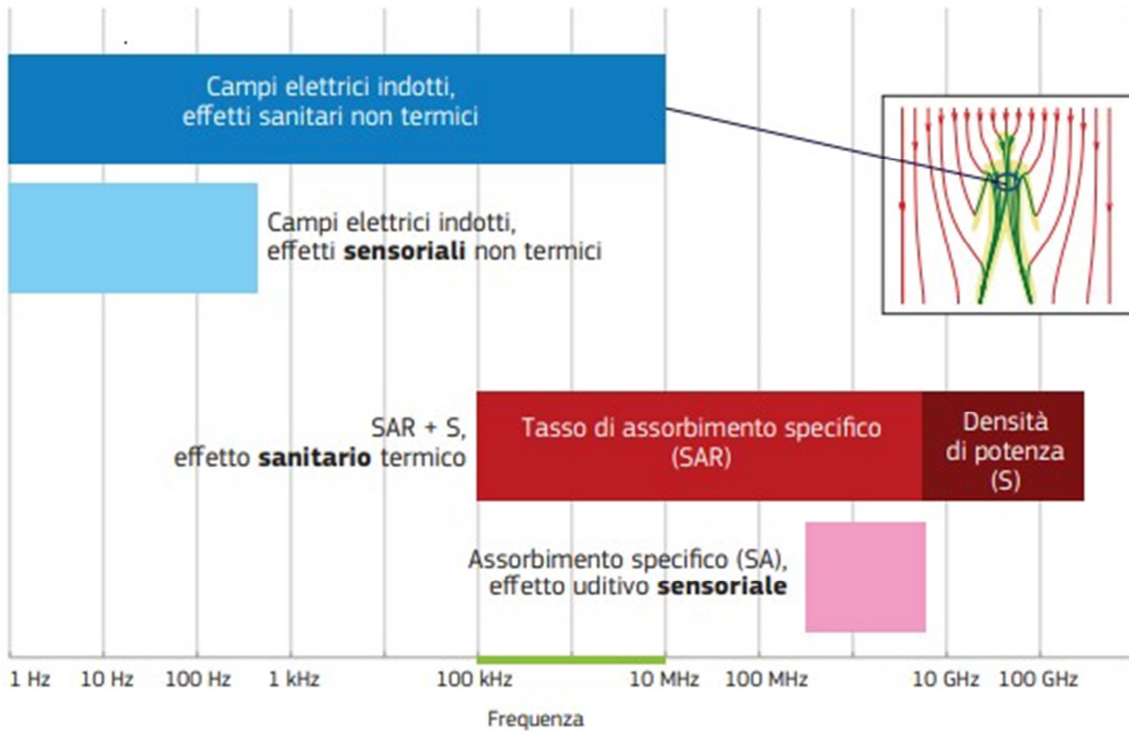 Campi elettrici indotti,
effetti sanitari non termici
Campi elettrici indotti,
effetti sensoriali non termici
SAR + S,
effetto sanitario termico
Tasso di assorbimento specifico
(SAR)
Densità
di potenza
(S)
Assorbimento specifico (SA),
effetto uditivo sensoriale
1 Hz 10 Hz 100 Hz 1 kHz 100 kHz 10 MHz 100 MHz 10 GHz 100 GHz
Frequenza